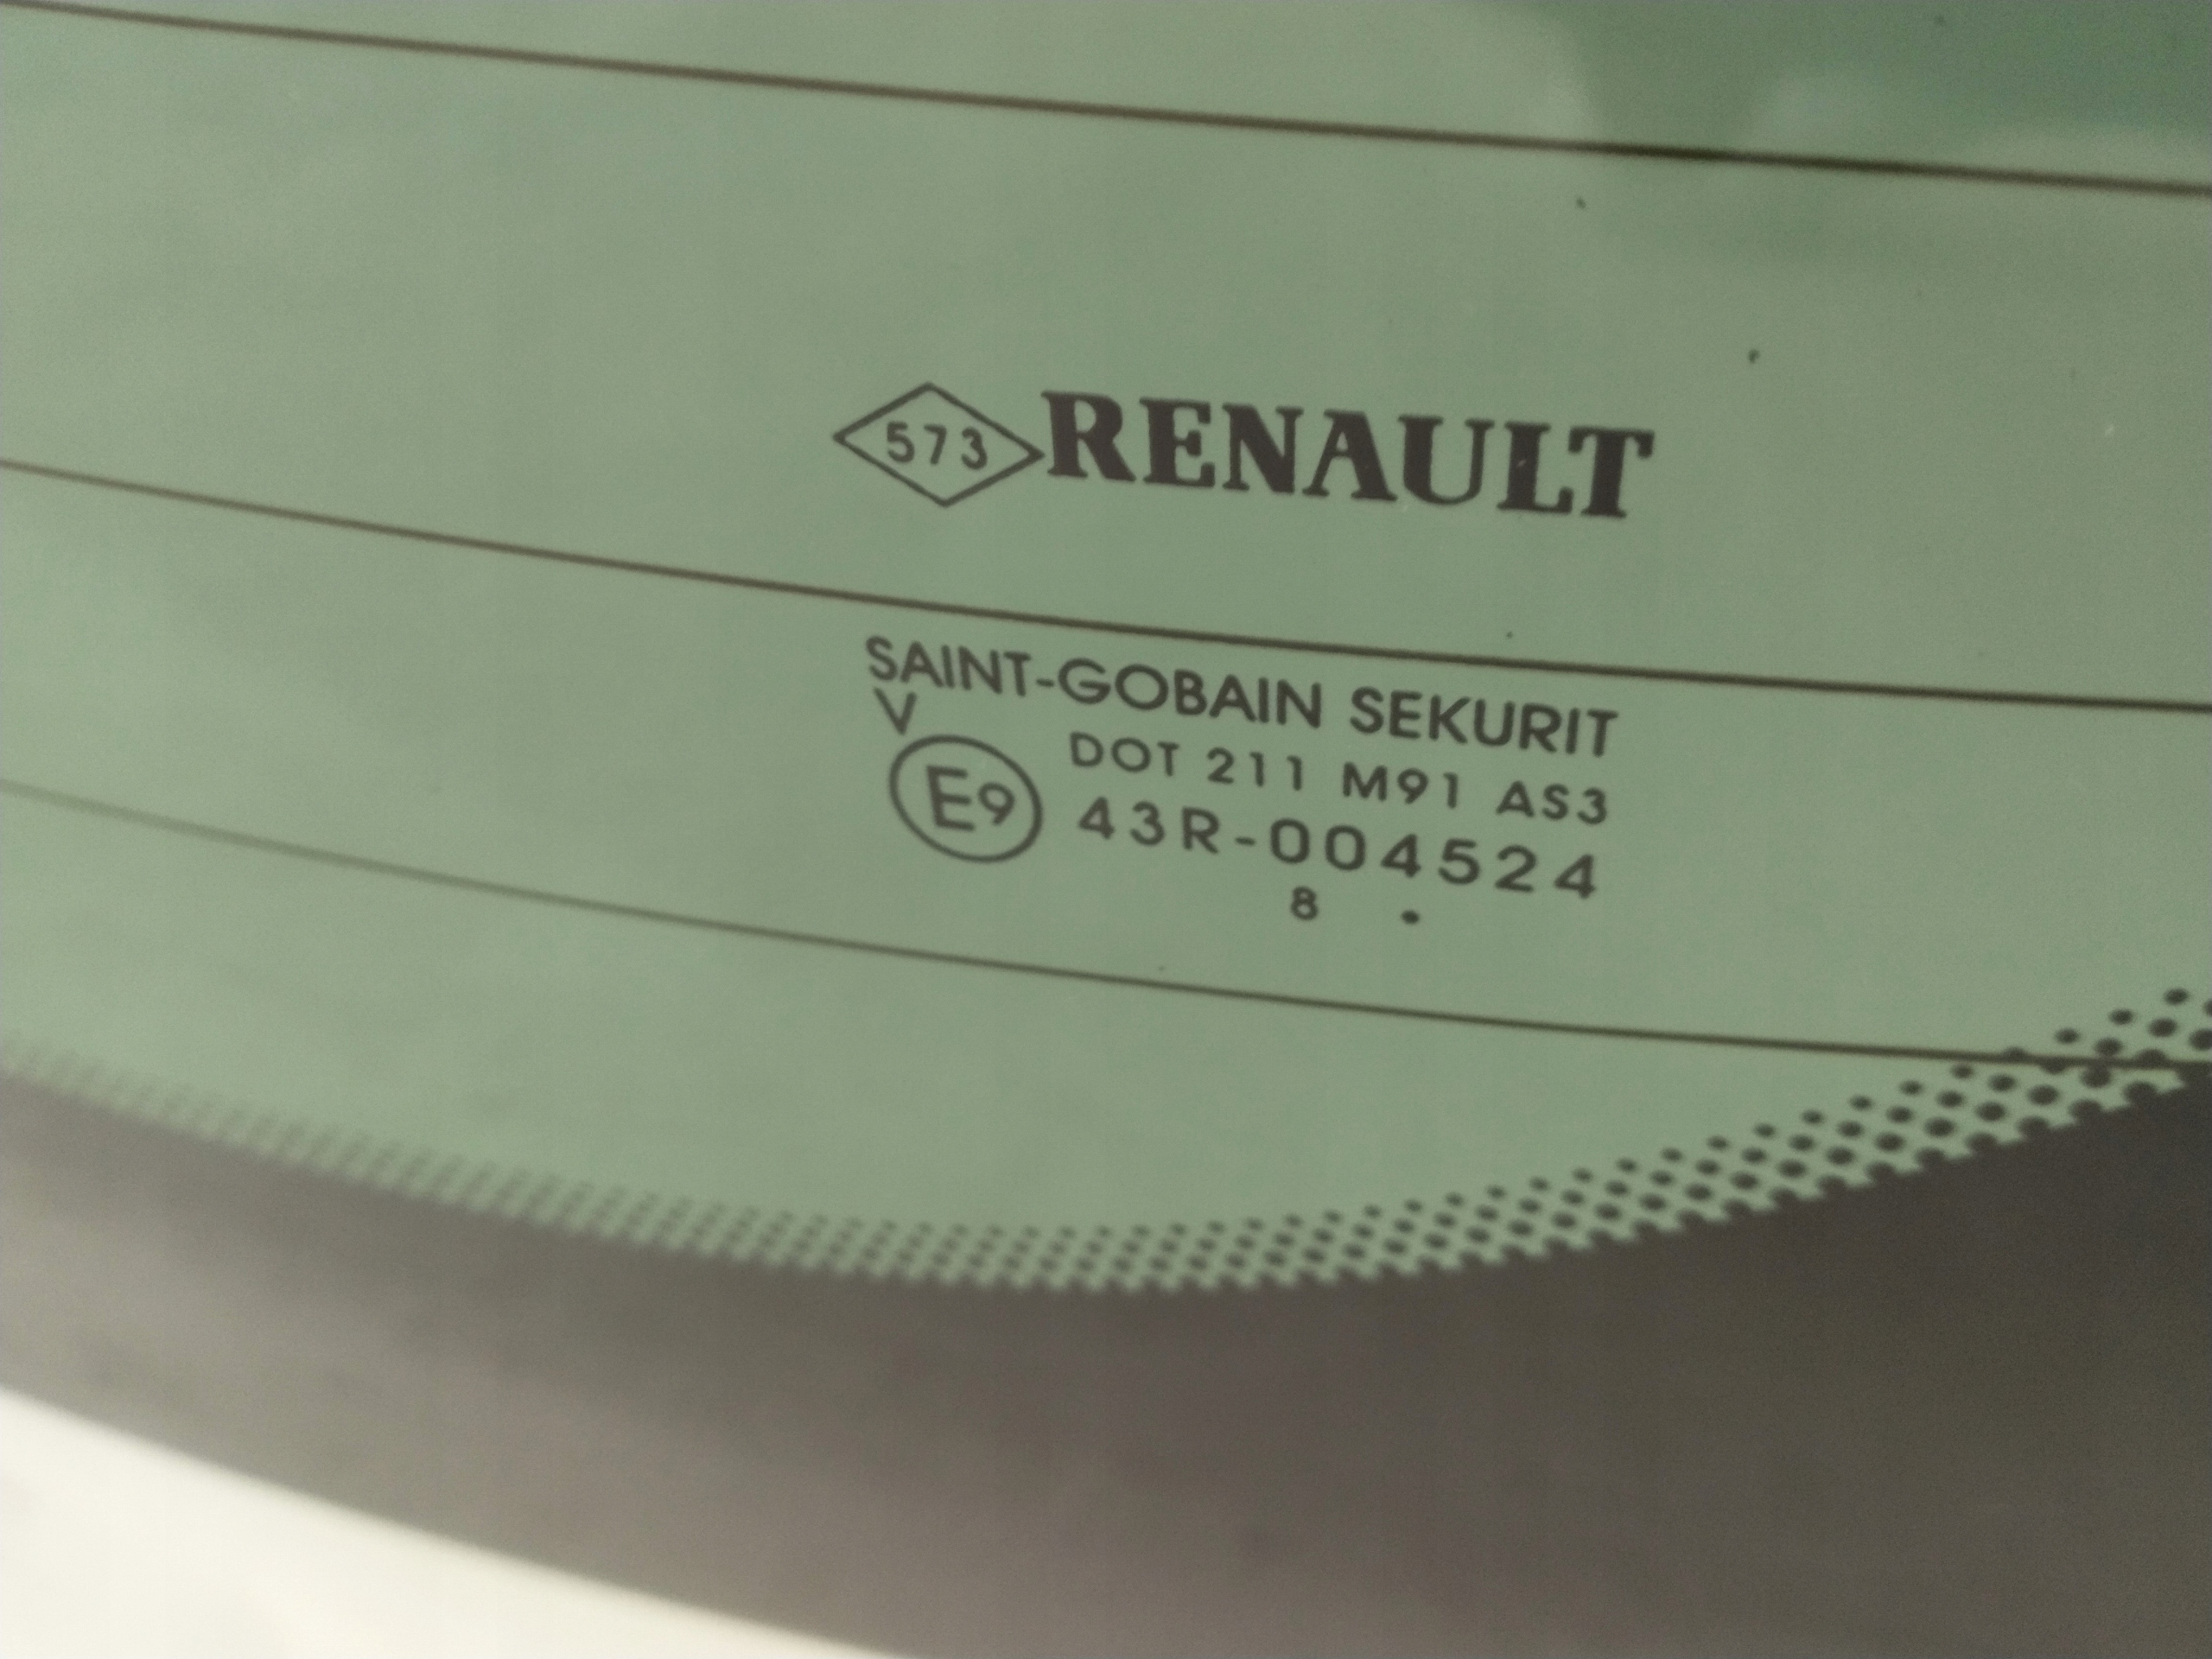 573 RENAULT
SAINT-GOBAIN SEKURIT
V
DOT 211 M91 AS3
E9 43R-004524
8 .